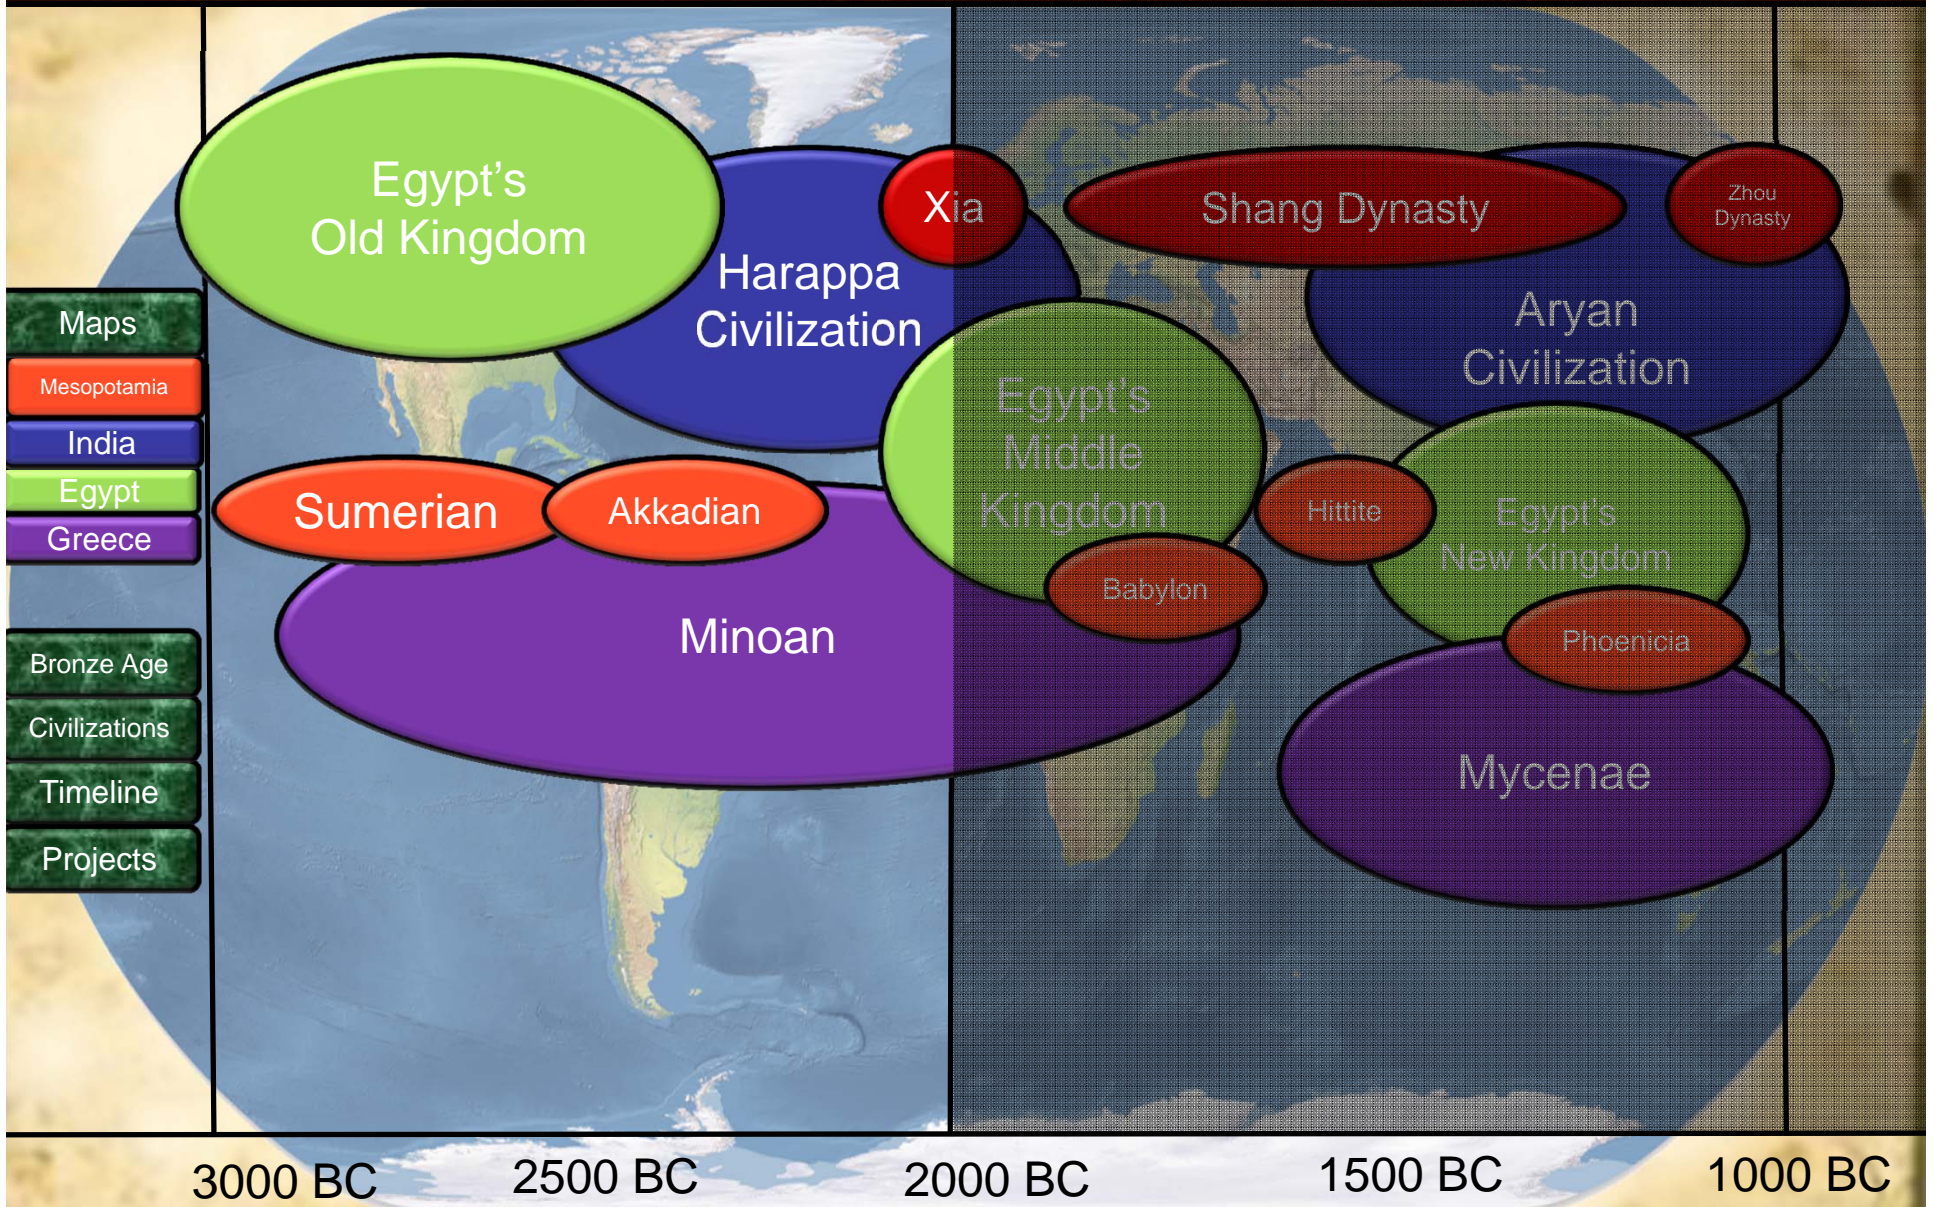 Egypt's
Old Kingdom
Harappa
Civilization
Xia
Shang Dynasty
Zhou
Dynasty
Aryan
Civilization
Maps
Mesopotamia
India
Egypt
Greece
Egypt's
Middle
Kingdom
Sumerian
Akkadian
Hittite
Egypt's
New Kingdom
Babylon
Minoan
Phoenicia
Mycenae
Bronze Age
Civilizations
Timeline
Projects
3000 BC
2500 BC
2000 BC
1500 BC
1000 BC